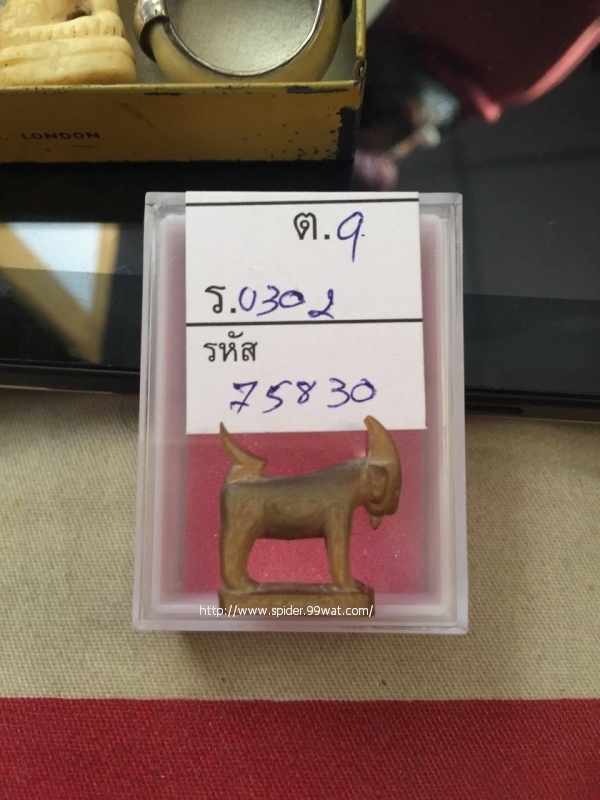 LONDON
ต.9
ร.0302
รหัส
75830
http://www.spider.99wat.com/